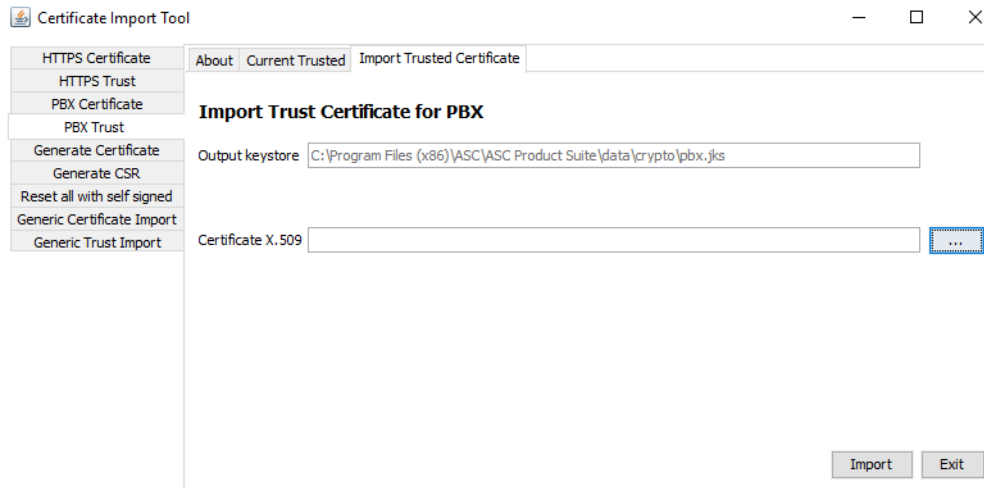 Certificate Import Tool
HTTPS Certificate
HTTPS Trust
PBX Certificate
PBX Trust
Generate Certificate
Generate CSR
Reset all with self signed
Generic Certificate Import
Generic Trust Import
About Current Trusted Import Trusted Certificate
Import Trust Certificate for PBX
Output keystore C:\Program Files (x86)\ASC\ASC Product Suite\data\crypto\pbx.jks
Certificate X.509 ...
Import Exit